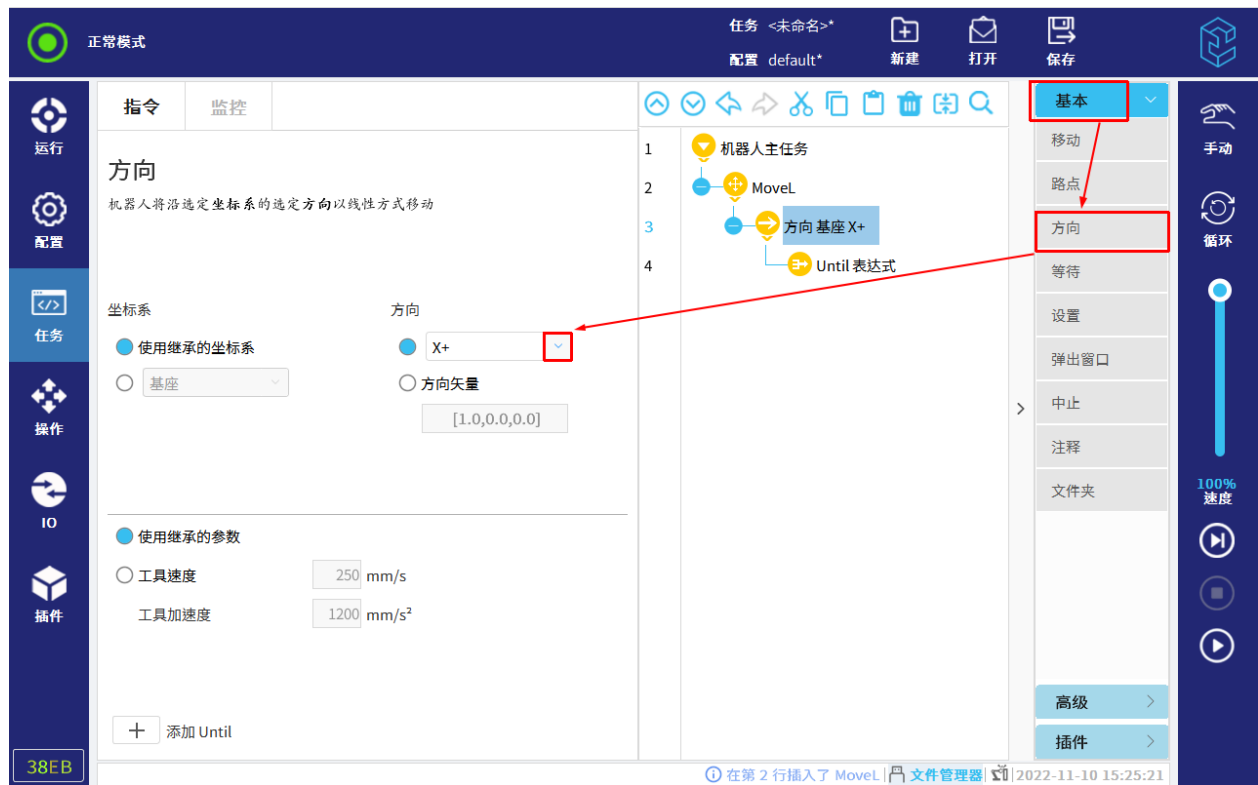 正常模式
任务 <未命名>*
配置 default*
新建
打开
保存
运行
配置
任务
操作
IO
插件
38EB
指令
监控
方向
机器人将沿选定坐标系的选定方向以线性方式移动
坐标系
方向
使用继承的坐标系
X+
基座
方向矢量
[1.0,0.0,0.0]
使用继承的参数
工具速度 250 mm/s
工具加速度 1200 mm/s²
添加 Until
1 机器人主任务
2 MoveL
3 方向 基座 X+
4 Until 表达式
基本
移动
路点
方向
等待
设置
弹出窗口
中止
注释
文件夹
高级
插件
手动
循环
100%
速度
在第 2 行插入了 MoveL
文件管理器
2022-11-10 15:25:21